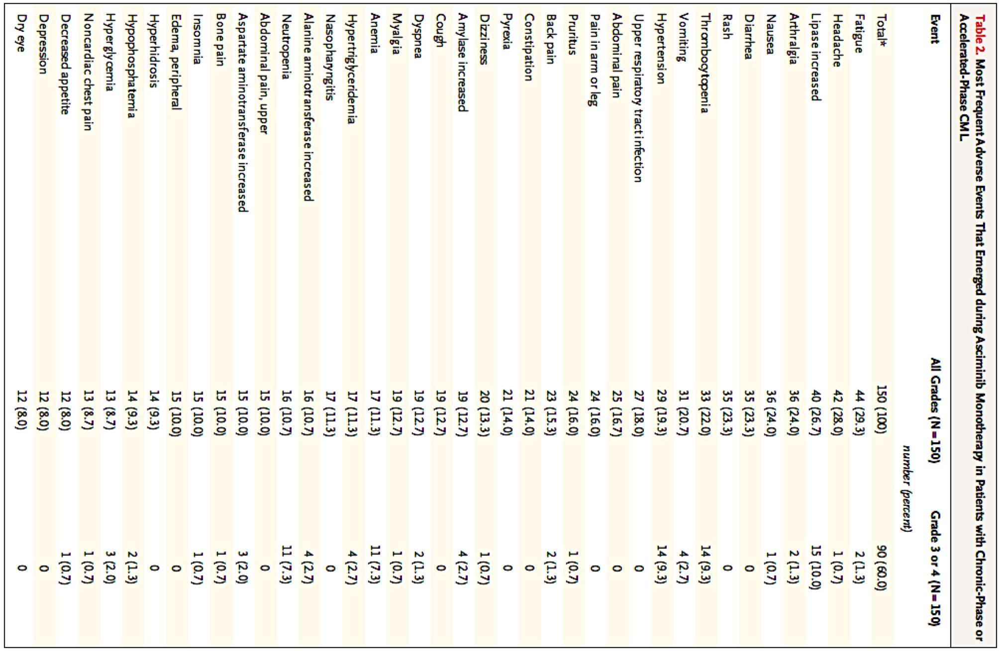 Table 2. Most Frequent Adverse Events That Emerged during Asciminib Monotherapy in Patients with Chronic-Phase or
Accelerated-Phase CML.
Event All Grades (N=150) Grade 3 or 4 (N=150)
number (percent)
Total* 150 (100) 90 (60.0)
Fatigue 44 (29.3) 2 (1.3)
Headache 42 (28.0) 1 (0.7)
Lipase increased 40 (26.7) 15 (10.0)
Arthralgia 36 (24.0) 2 (1.3)
Nausea 36 (24.0) 1 (0.7)
Diarrhea 35 (23.3) 0
Rash 35 (23.3) 0
Thrombocytopenia 33 (22.0) 14 (9.3)
Vomiting 31 (20.7) 4 (2.7)
Hypertension 29 (19.3) 14 (9.3)
Upper respiratory tract infection 27 (18.0) 0
Abdominal pain 25 (16.7) 0
Pain in arm or leg 24 (16.0) 0
Pruritus 24 (16.0) 1 (0.7)
Back pain 23 (15.3) 2 (1.3)
Constipation 21 (14.0) 0
Pyrexia 21 (14.0) 0
Dizziness 20 (13.3) 1 (0.7)
Amylase increased 19 (12.7) 4 (2.7)
Cough 19 (12.7) 0
Dyspnea 19 (12.7) 2 (1.3)
Myalgia 19 (12.7) 1 (0.7)
Anemia 17 (11.3) 11 (7.3)
Hypertriglyceridemia 17 (11.3) 4 (2.7)
Nasopharyngitis 17 (11.3) 0
Alanine aminotransferase increased 16 (10.7) 4 (2.7)
Neutropenia 16 (10.7) 11 (7.3)
Abdominal pain, upper 15 (10.0) 0
Aspartate aminotransferase increased 15 (10.0) 3 (2.0)
Bone pain 15 (10.0) 1 (0.7)
Insomnia 15 (10.0) 1 (0.7)
Edema, peripheral 15 (10.0) 0
Hyperhidrosis 14 (9.3) 0
Hypophosphatemia 14 (9.3) 2 (1.3)
Hyperglycemia 13 (8.7) 3 (2.0)
Noncardiac chest pain 13 (8.7) 1 (0.7)
Decreased appetite 12 (8.0) 1 (0.7)
Depression 12 (8.0) 0
Dry eye 12 (8.0) 0